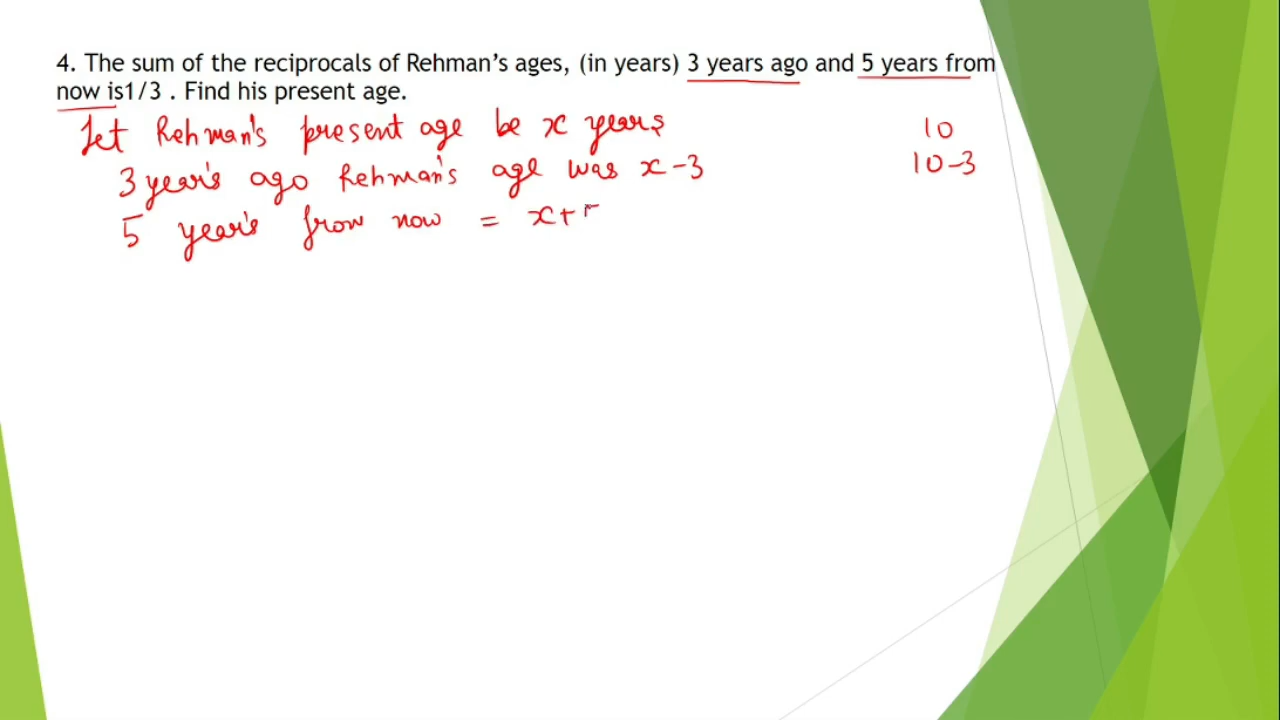 4. The sum of the reciprocals of Rehman's ages, (in years) 3 years ago and 5 years from
now is1/3 . Find his present age.
Let Rehman's present age be x years
10
3 year's ago Rehman's age was x-3
10-3
5 year's from now = x+